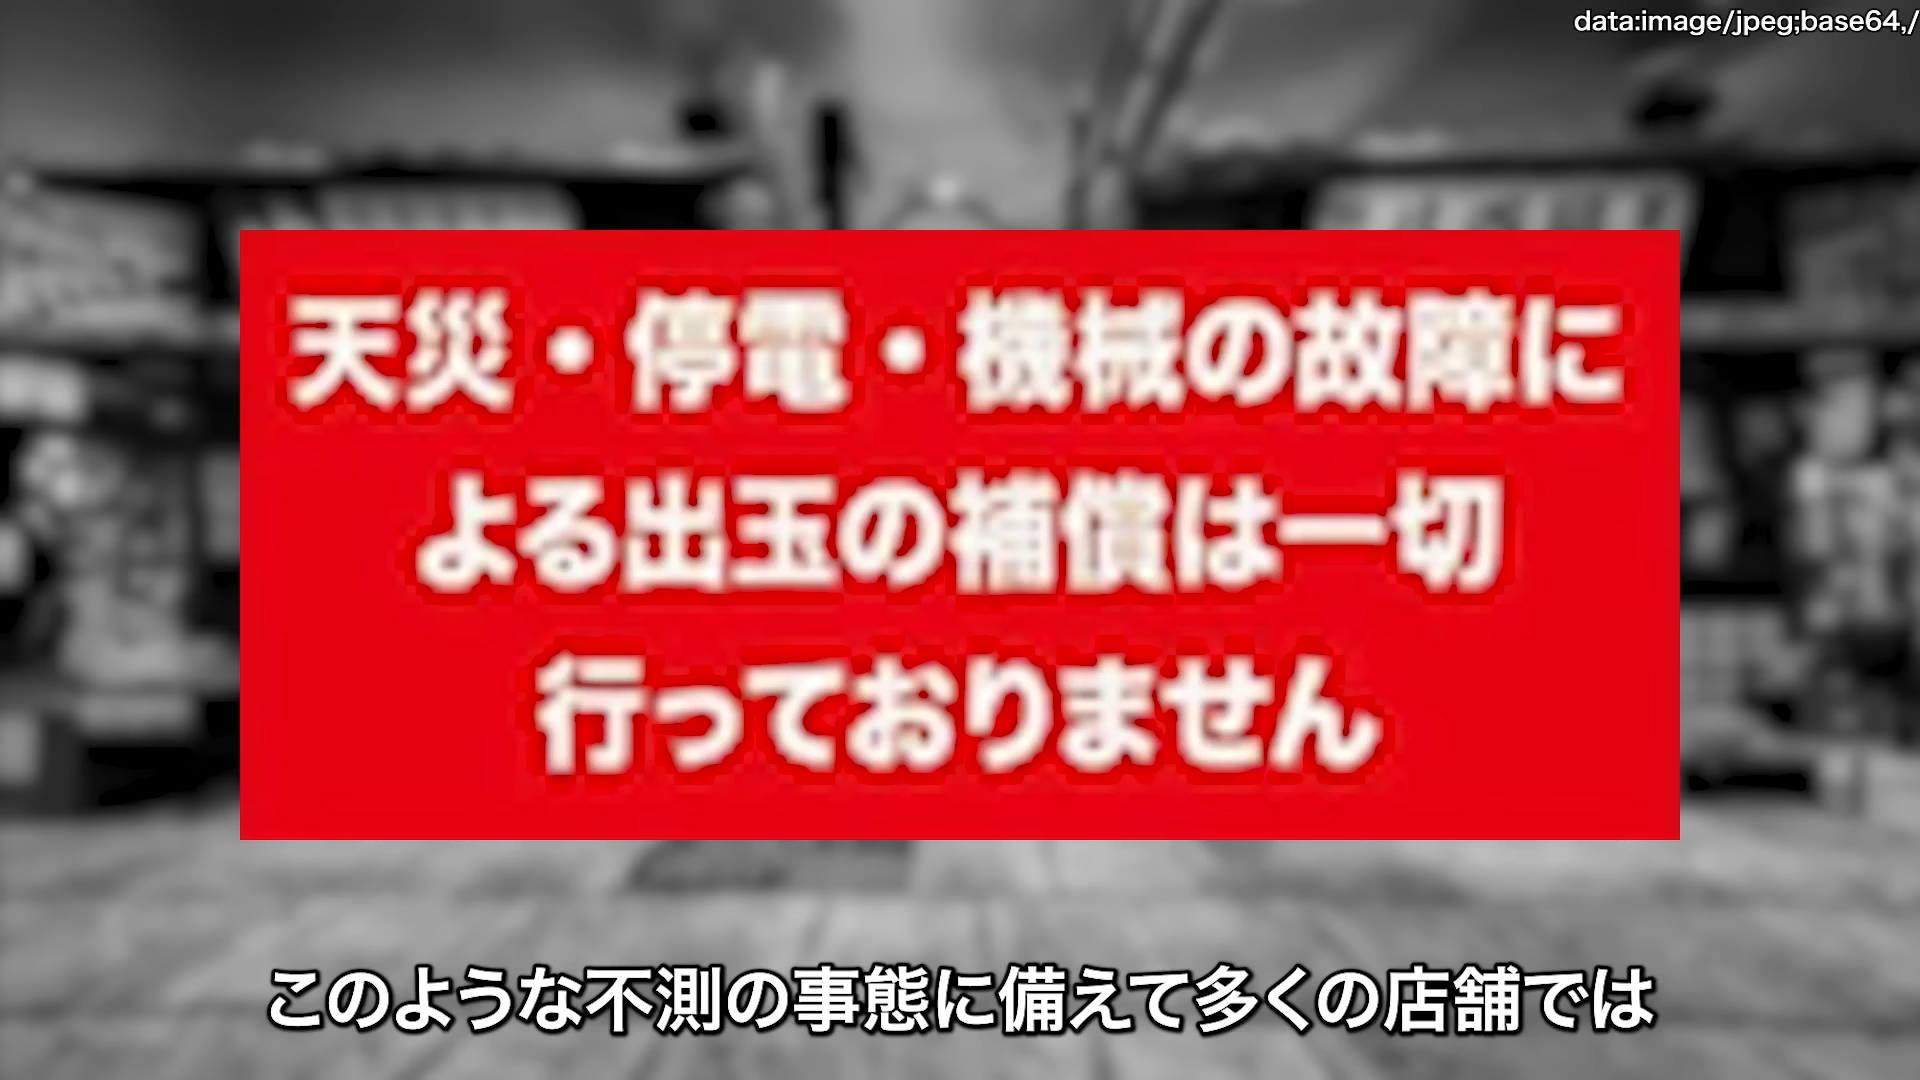 data:image/jpeg;base64,/
天災・停電・機械の故障に
よる出玉の補償は一切
行っておりません
このような不測の事態に備えて多くの店舗では